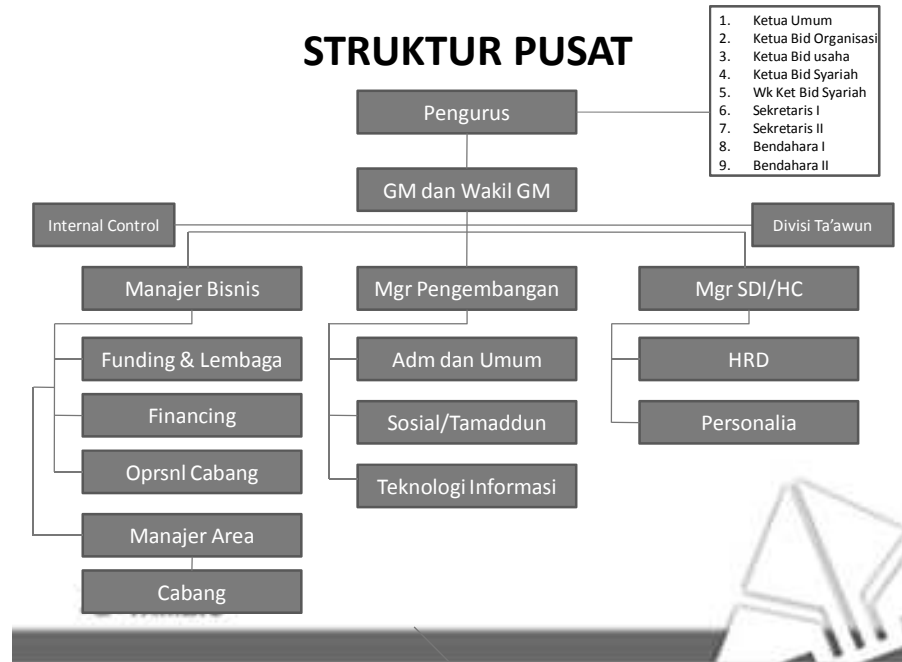 STRUKTUR PUSAT
1. Ketua Umum
2. Ketua Bid Organisasi
3. Ketua Bid usaha
4. Ketua Bid Syariah
5. Wk Ket Bid Syariah
6. Sekretaris I
7. Sekretaris II
8. Bendahara I
9. Bendahara II
Pengurus
GM dan Wakil GM
Internal Control
Divisi Ta’awun
Manajer Bisnis
Mgr Pengembangan
Mgr SDI/HC
Funding & Lembaga
Adm dan Umum
HRD
Financing
Sosial/Tamaddun
Personalia
Oprsnl Cabang
Teknologi Informasi
Manajer Area
Cabang